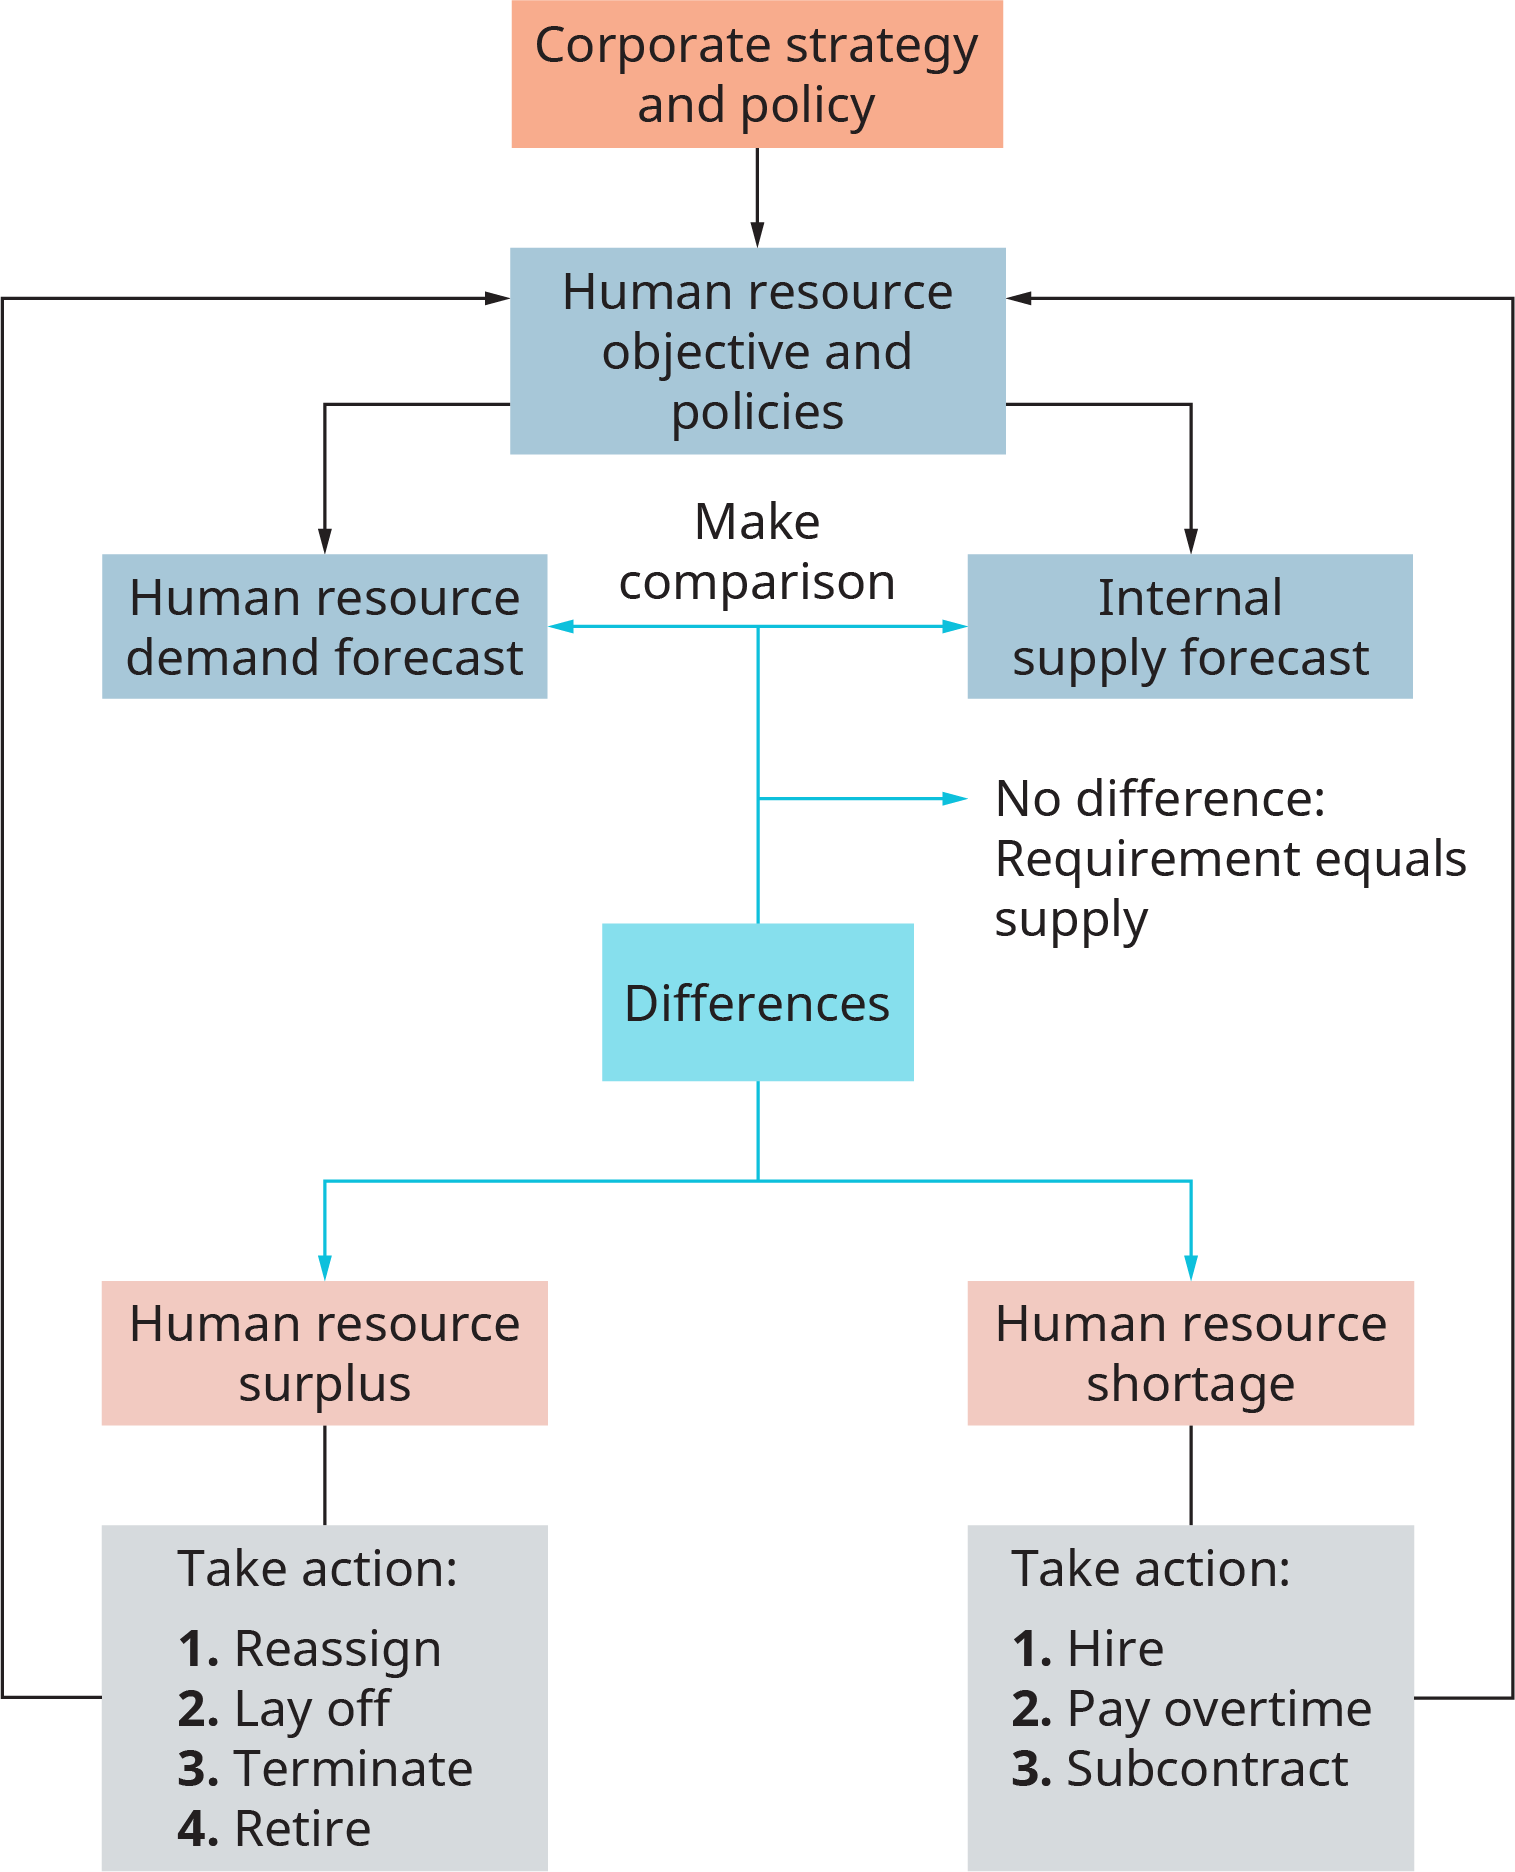 Corporate strategy
and policy
Human resource
objective and
policies
Make
comparison
Human resource
demand forecast
Internal
supply forecast
No difference:
Requirement equals
supply
Differences
Human resource
surplus
Human resource
shortage
Take action:
1. Reassign
2. Lay off
3. Terminate
4. Retire
Take action:
1. Hire
2. Pay overtime
3. Subcontract